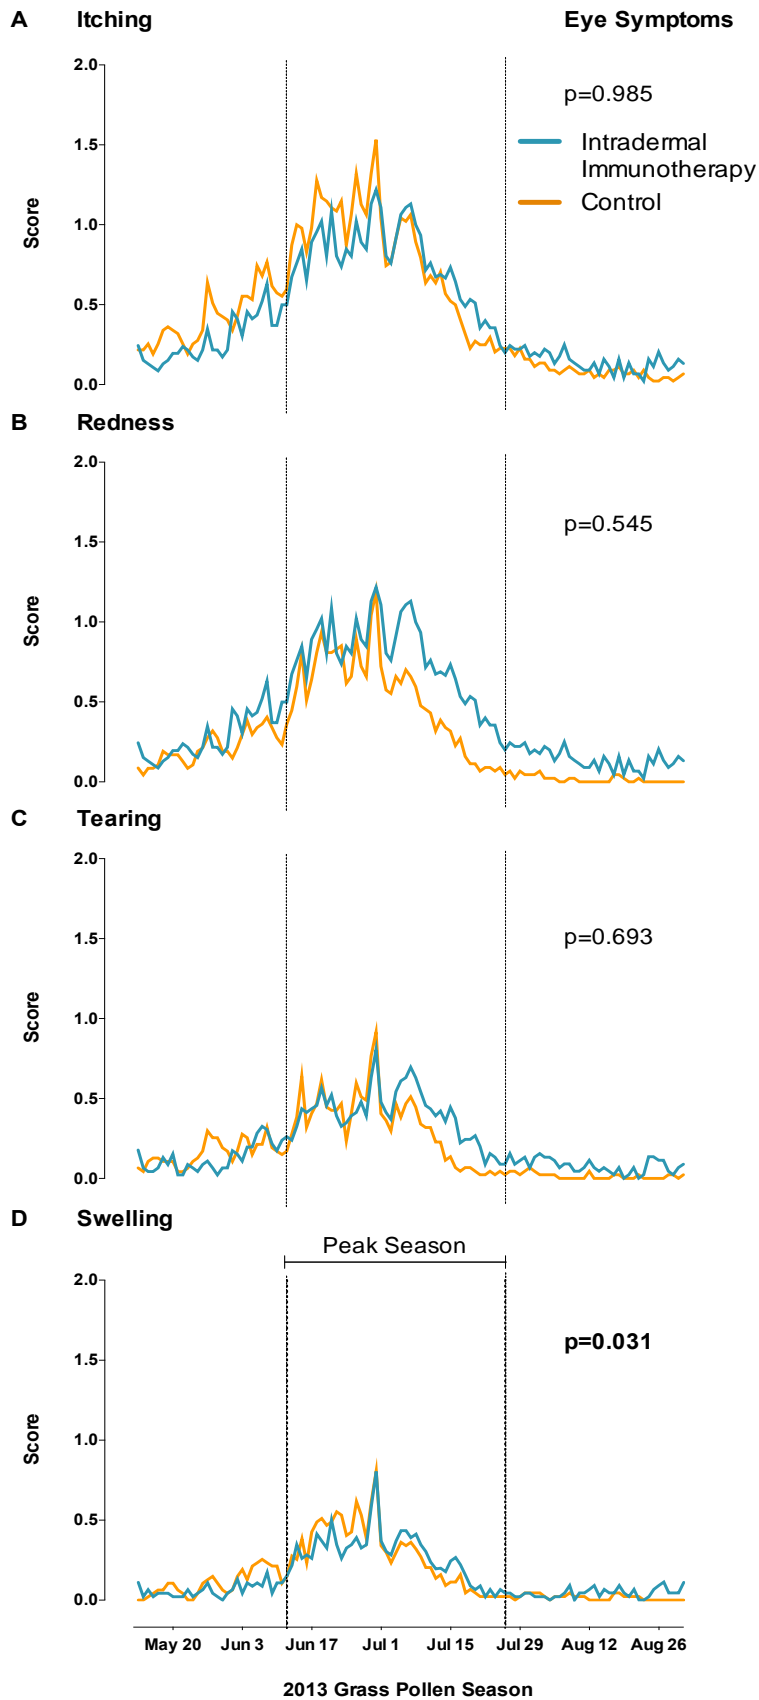 A Itching Eye Symptoms
2.0
p=0.985
1.5
Intradermal
Immunotherapy
Control
1.0
Score
0.5
0.0
B Redness
2.0
p=0.545
1.5
1.0
Score
0.5
0.0
C Tearing
2.0
p=0.693
1.5
1.0
Score
0.5
0.0
D Swelling
Peak Season
2.0
p=0.031
1.5
1.0
Score
0.5
0.0
May 20 Jun 3 Jun 17 Jul 1 Jul 15 Jul 29 Aug 12 Aug 26
2013 Grass Pollen Season